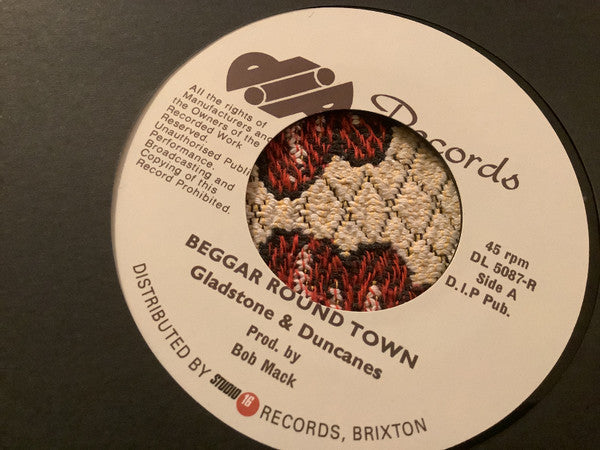 Records
All the rights of
Manufacturers and
the Owners of the
Recorded Work
Reserved.
Unauthorised Publi
Performance,
Broadcasting and
Copying of this
Record Prohibited.
45 rpm
DL 5087-R
Side A
D.I.P Pub.
BEGGAR ROUND TOWN
Gladstone & Duncanes
Prod. by
Bob Mack
DISTRIBUTED BY STUDIO 16 RECORDS, BRIXTON